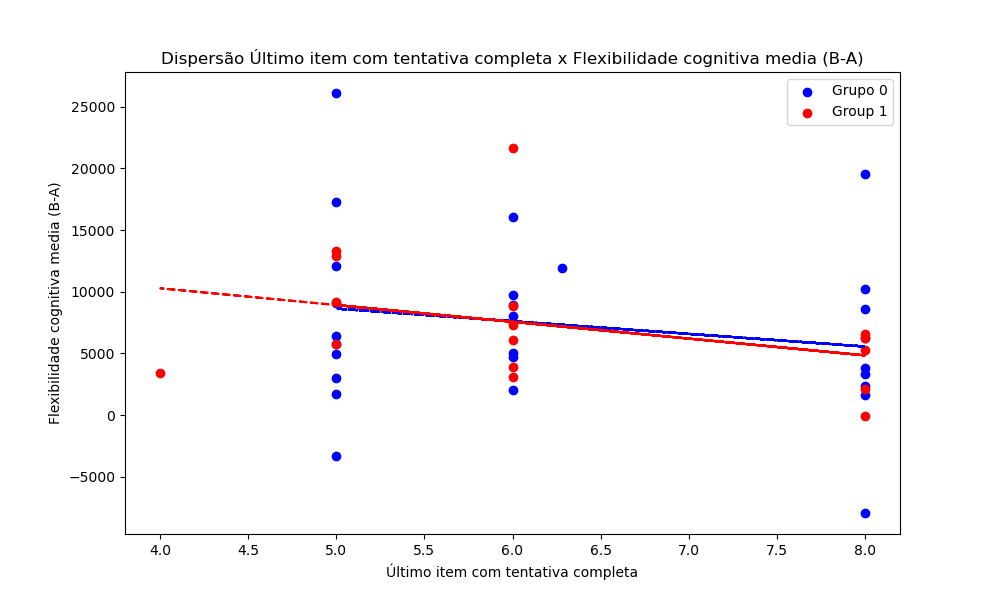 Dispersão Último item com tentativa completa x Flexibilidade cognitiva media (B-A)
Grupo 0
Group 1
Flexibilidade cognitiva media (B-A)
25000
20000
15000
10000
5000
0
−5000
4.0 4.5 5.0 5.5 6.0 6.5 7.0 7.5 8.0
Último item com tentativa completa